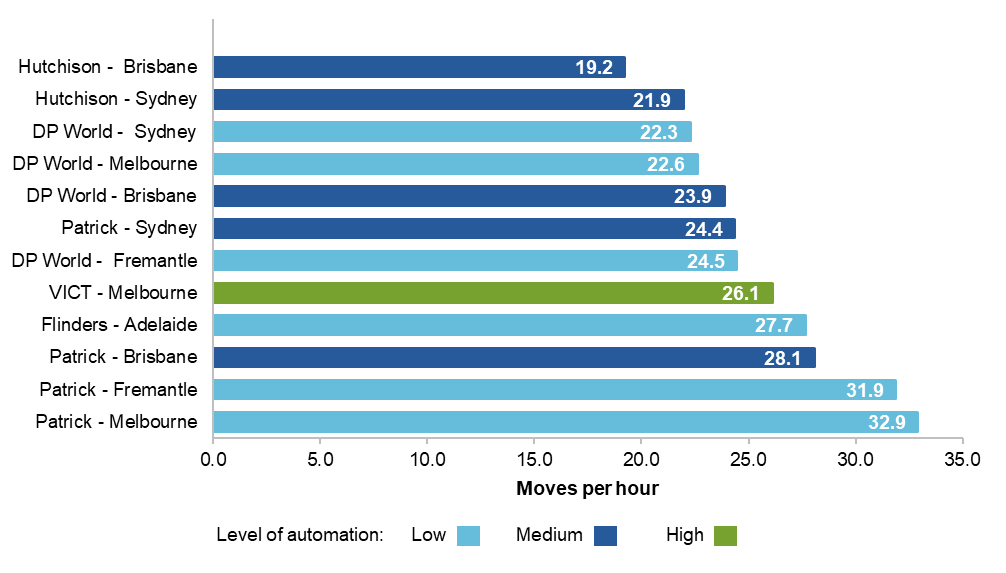 Hutchison - Brisbane 19.2
Hutchison - Sydney 21.9
DP World - Sydney 22.3
DP World - Melbourne 22.6
DP World - Brisbane 23.9
Patrick - Sydney 24.4
DP World - Fremantle 24.5
VICT - Melbourne 26.1
Flinders - Adelaide 27.7
Patrick - Brisbane 28.1
Patrick - Fremantle 31.9
Patrick - Melbourne 32.9
0.0 5.0 10.0 15.0 20.0 25.0 30.0 35.0
Moves per hour
Level of automation: Low Medium High